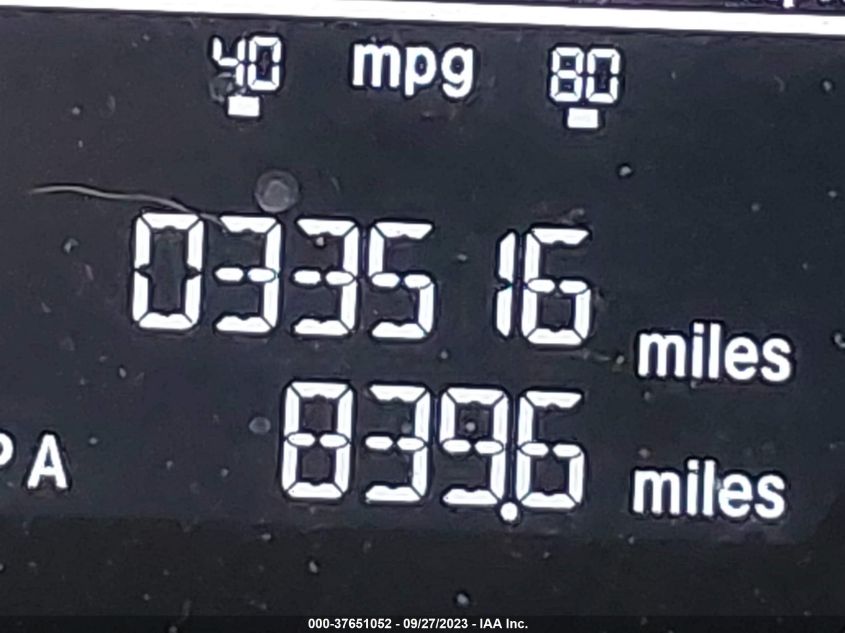 40 mpg 80
033516 miles
839.6 miles
A
000-37651052 - 09/27/2023 - IAA Inc.